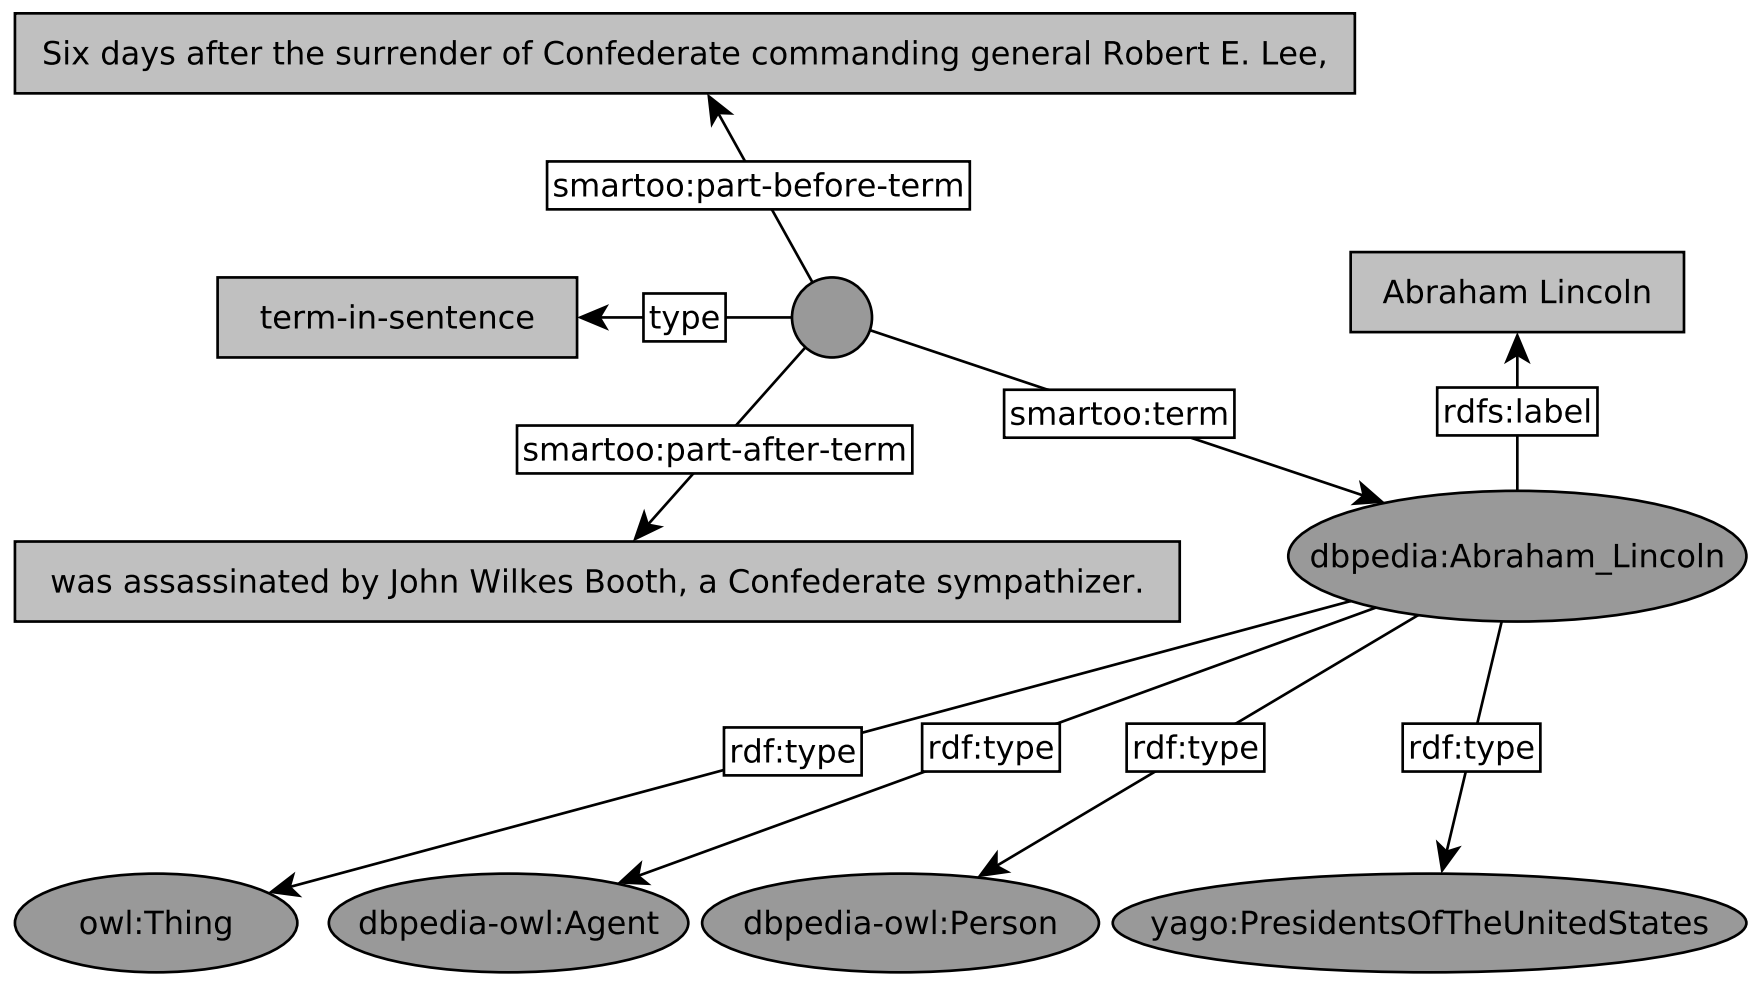 Six days after the surrender of Confederate commanding general Robert E. Lee,
smartoo:part-before-term
term-in-sentence
type
Abraham Lincoln
smartoo:term
rdfs:label
smartoo:part-after-term
was assassinated by John Wilkes Booth, a Confederate sympathizer.
dbpedia:Abraham_Lincoln
rdf:type
rdf:type
rdf:type
rdf:type
owl:Thing
dbpedia-owl:Agent
dbpedia-owl:Person
yago:PresidentsOfTheUnitedStates